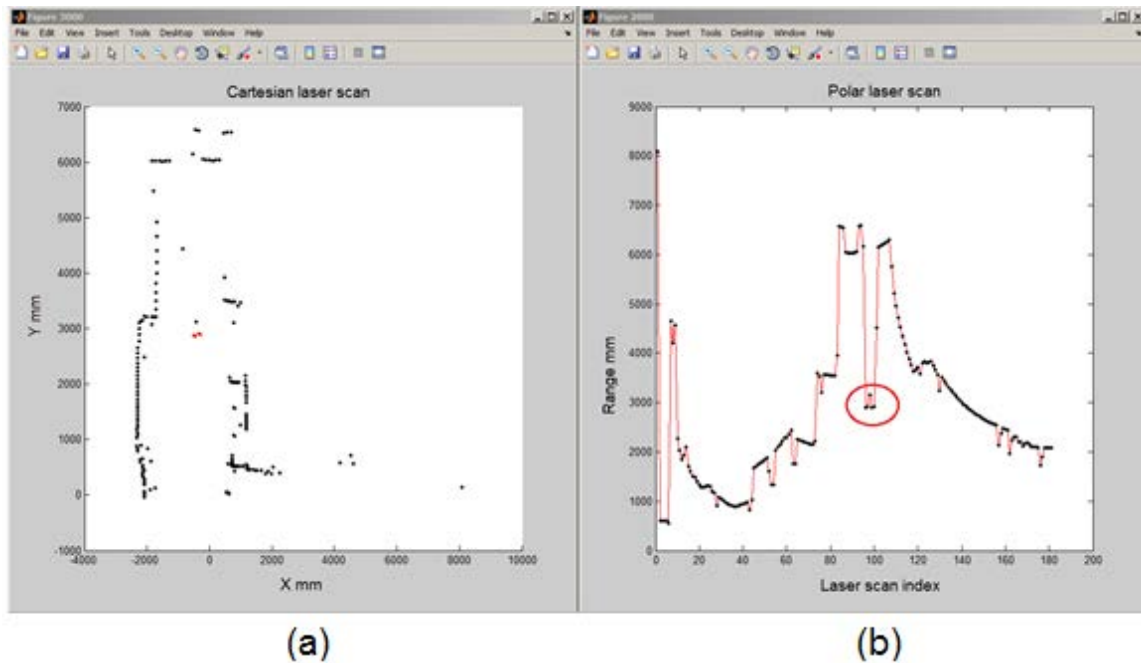 Figure 3000
File Edit View Insert Tools Desktop Window Help
Cartesian laser scan
7000
6000
5000
4000
3000
2000
1000
0
-1000
Y mm
-4000 -2000 0 2000 4000 6000 8000 10000
X mm
(a)
Figure 2000
File Edit View Insert Tools Desktop Window Help
Polar laser scan
9000
8000
7000
6000
5000
4000
3000
2000
1000
0
Range mm
0 20 40 60 80 100 120 140 160 180 200
Laser scan index
(b)